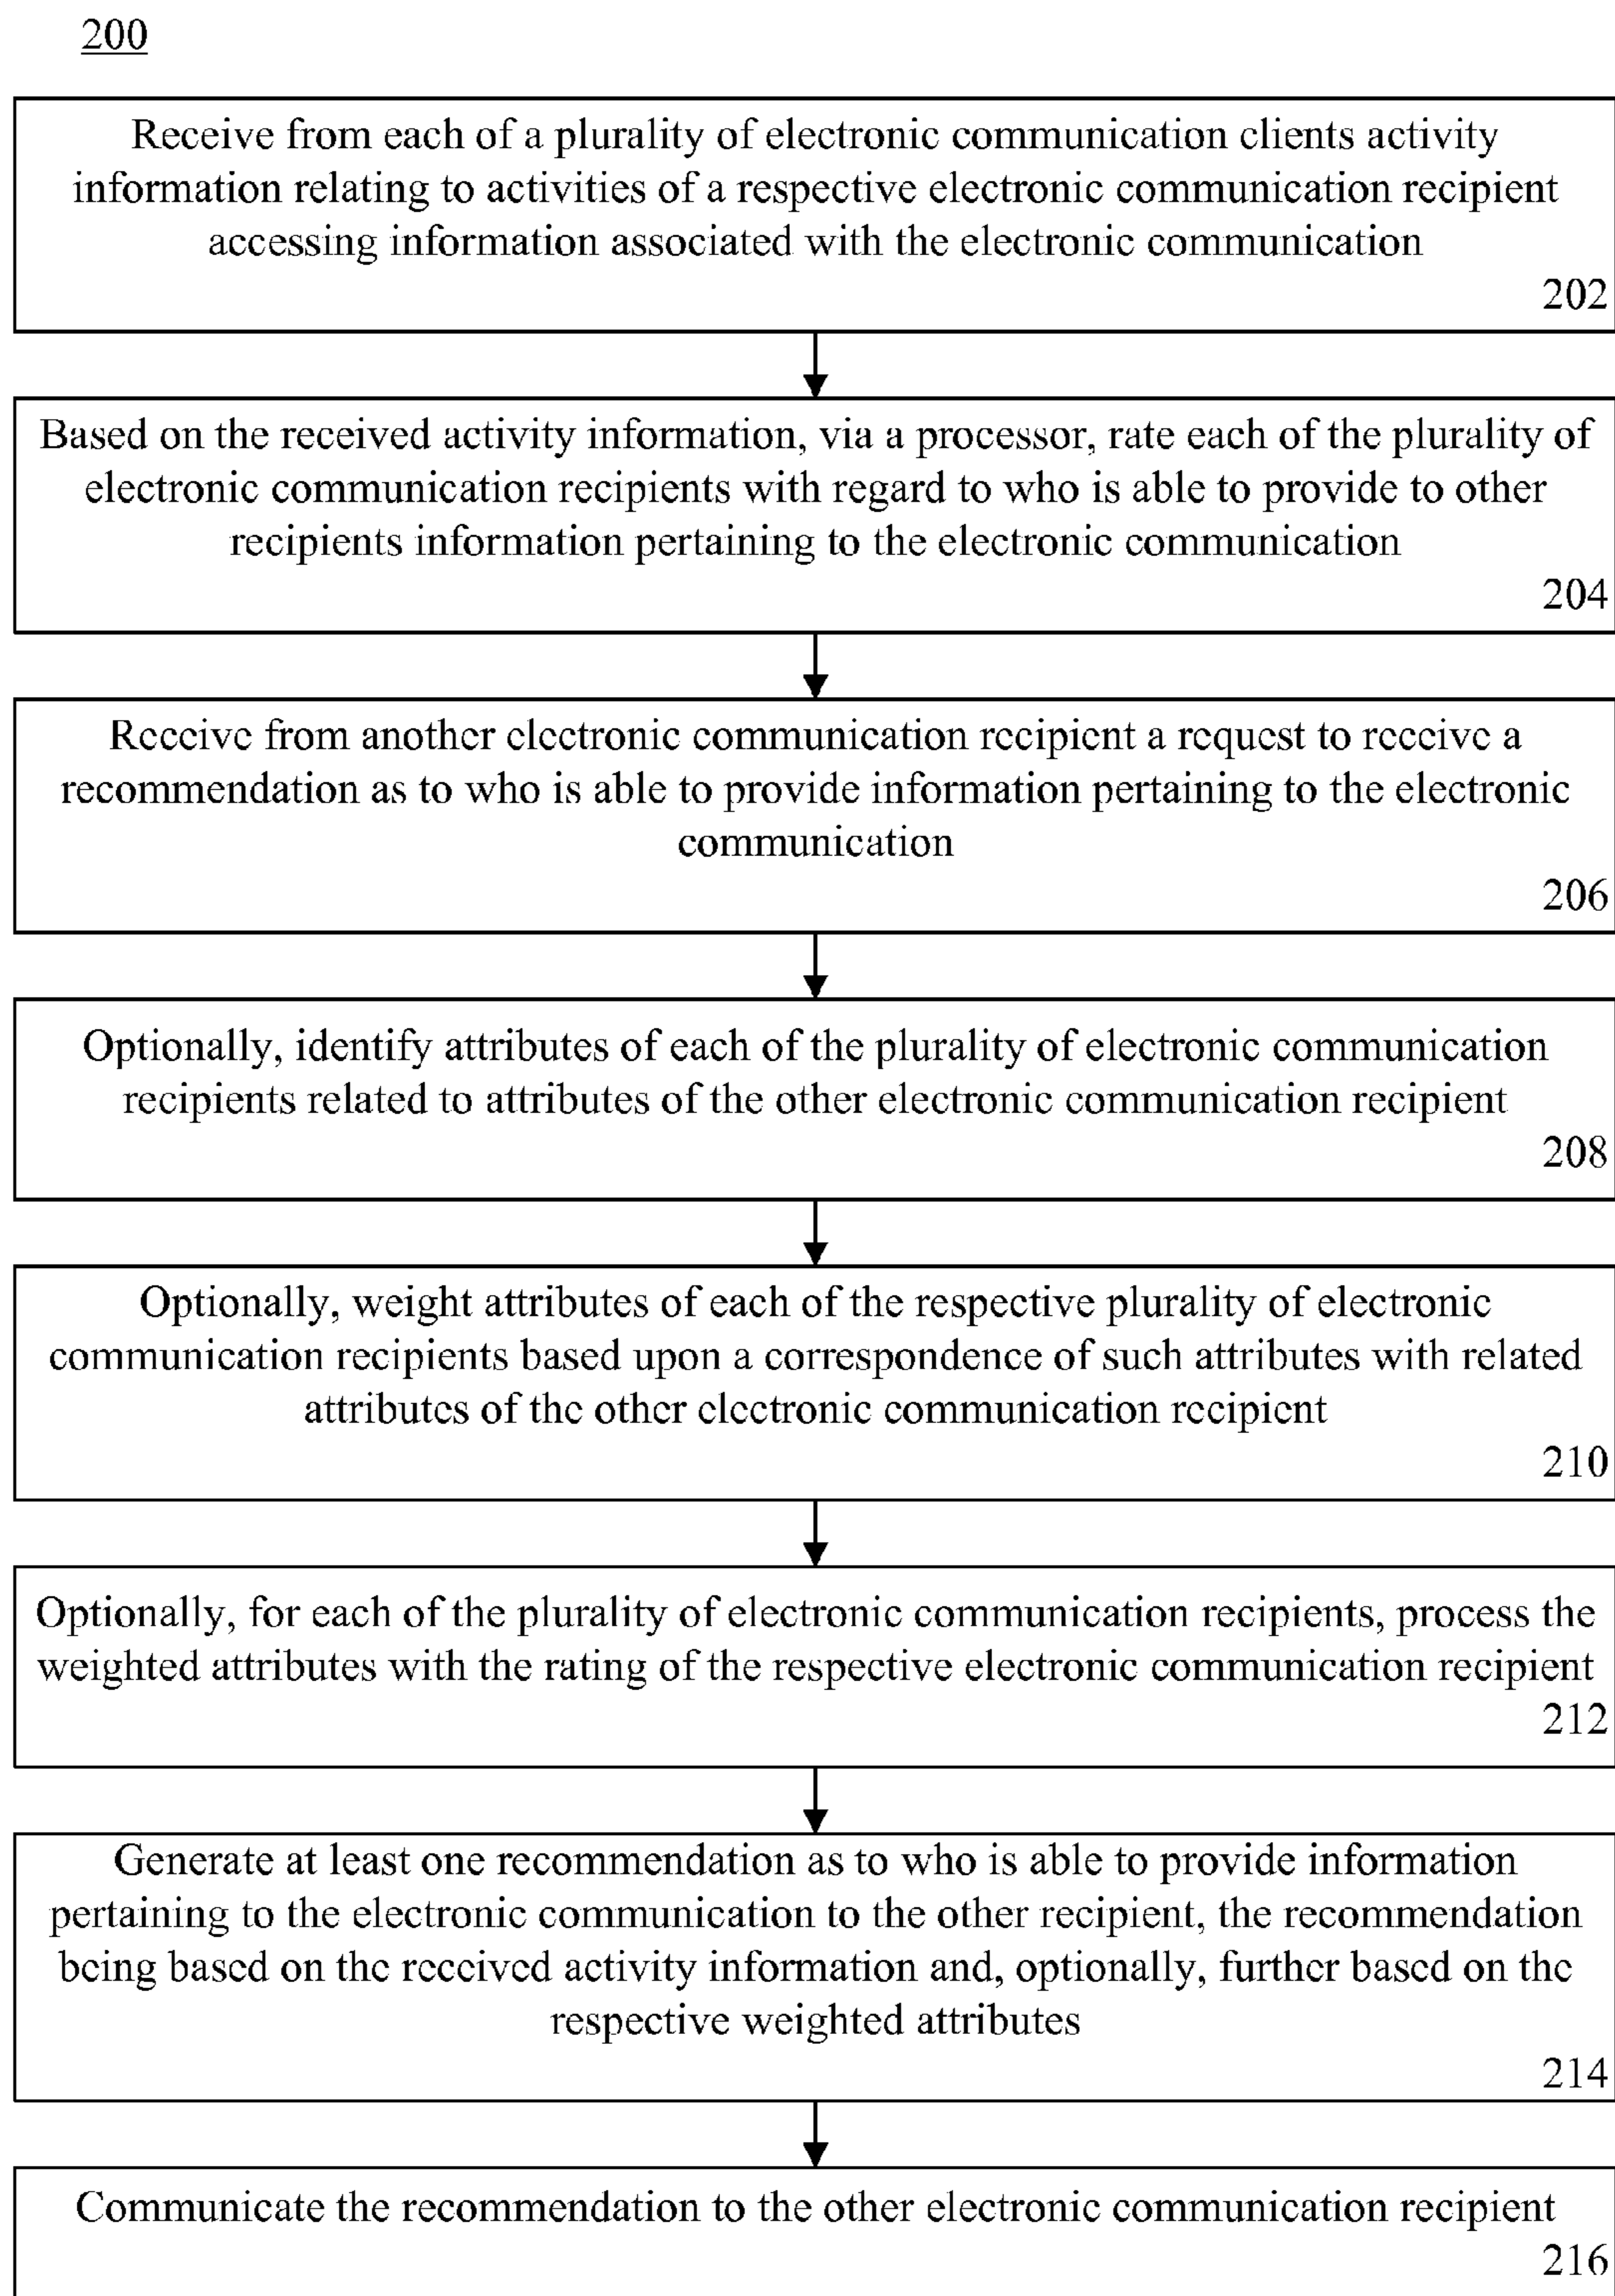 200
Receive from each of a plurality of electronic communication clients activity
information relating to activities of a respective electronic communication recipient
accessing information associated with the electronic communication
202
Based on the received activity information, via a processor, rate each of the plurality of
electronic communication recipients with regard to who is able to provide to other
recipients information pertaining to the electronic communication
204
Receive from another electronic communication recipient a request to receive a
recommendation as to who is able to provide information pertaining to the electronic
communication
206
Optionally, identify attributes of each of the plurality of electronic communication
recipients related to attributes of the other electronic communication recipient
208
Optionally, weight attributes of each of the respective plurality of electronic
communication recipients based upon a correspondence of such attributes with related
attributes of the other electronic communication recipient
210
Optionally, for each of the plurality of electronic communication recipients, process the
weighted attributes with the rating of the respective electronic communication recipient
212
Generate at least one recommendation as to who is able to provide information
pertaining to the electronic communication to the other recipient, the recommendation
being based on the received activity information and, optionally, further based on the
respective weighted attributes
214
Communicate the recommendation to the other electronic communication recipient
216